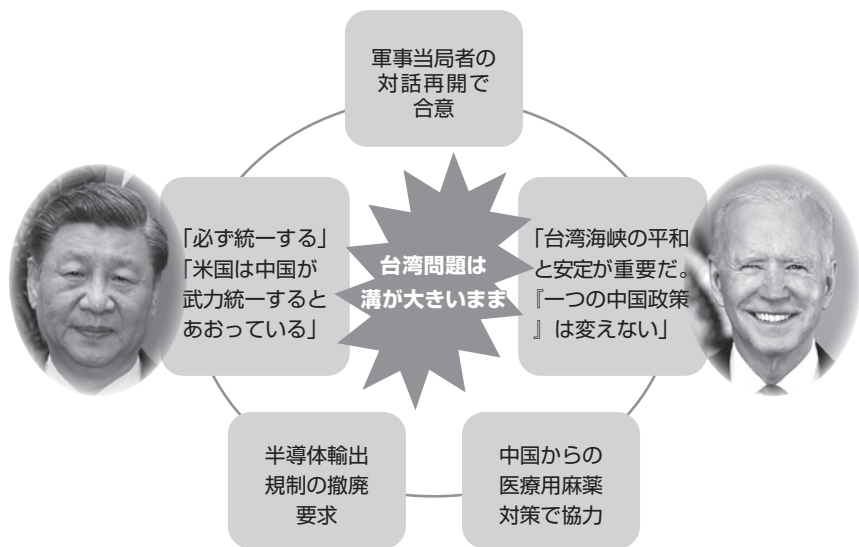 軍事当局者の
対話再開で
合意
「必ず統一する」
「米国は中国が
武力統一すると
あおっている」
台湾問題は
溝が大きいまま
「台湾海峡の平和
と安定が重要だ。
『一つの中国政策
』は変えない」
半導体輸出
規制の撤廃
要求
中国からの
医療用麻薬
対策で協力